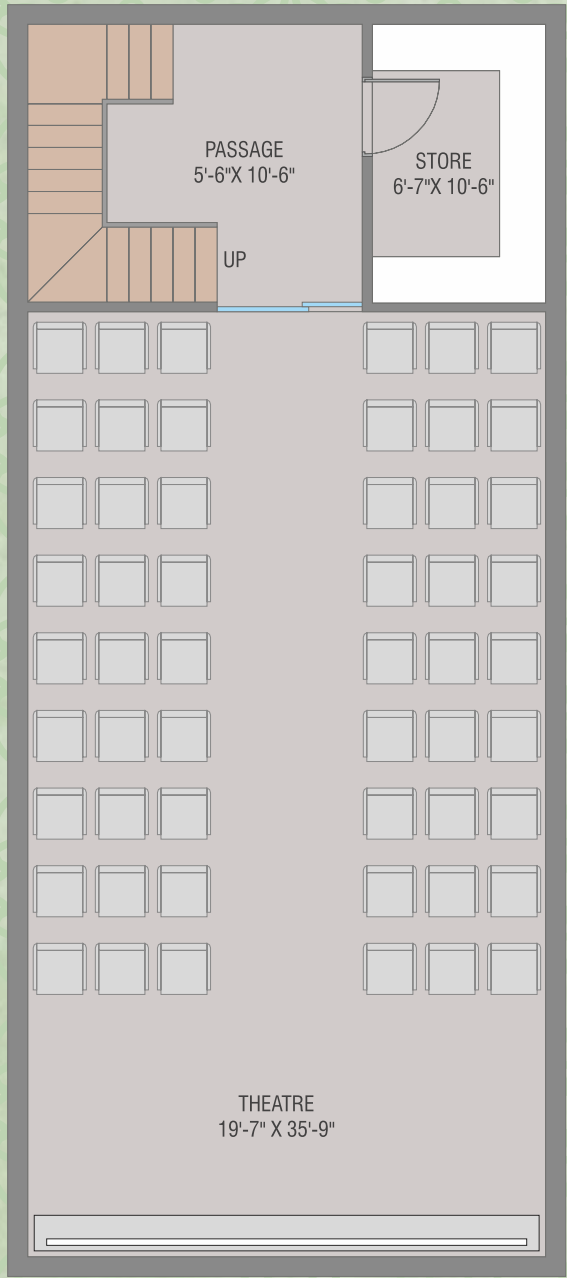 PASSAGE
5'-6"X 10'-6"
STORE
6'-7"X 10'-6"
UP
THEATRE
19'-7" X 35'-9"